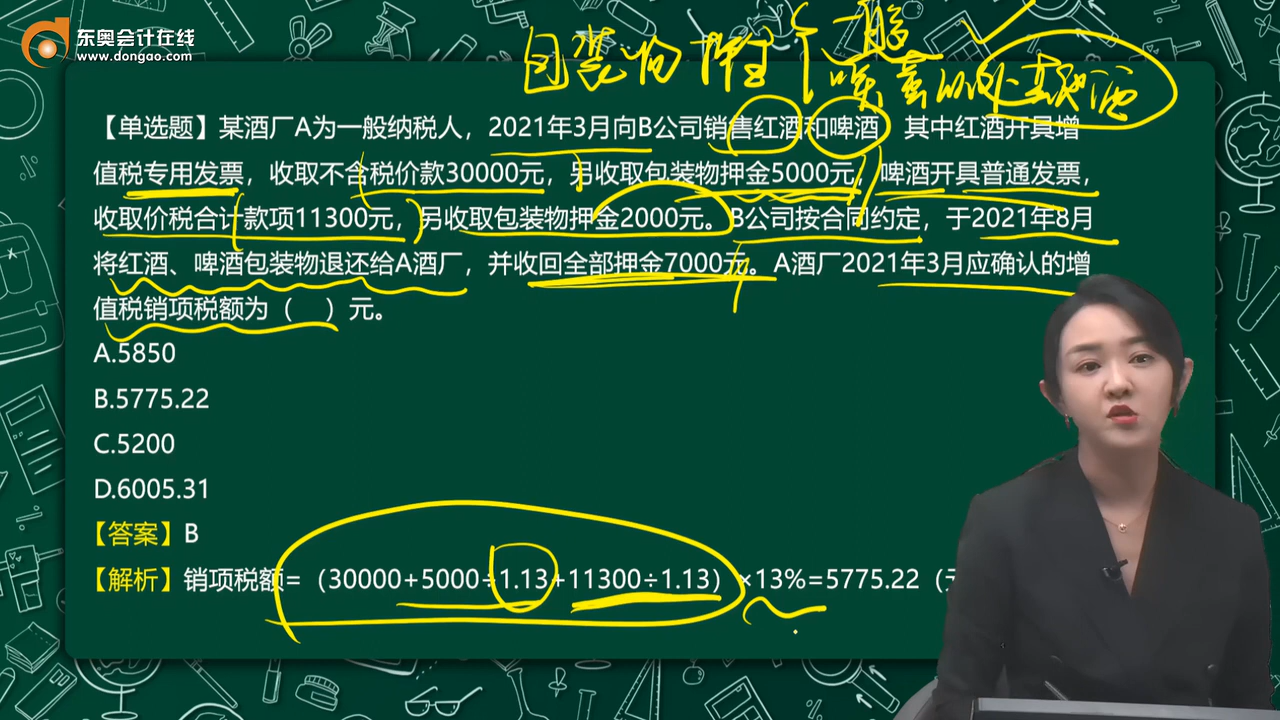 东奥会计在线
www.dongao.com
包装物押金 一般
啤黄以外其他酒
【单选题】某酒厂A为一般纳税人，2021年3月向B公司销售红酒和啤酒，其中红酒开具增
值税专用发票，收取不含税价款30000元，另收取包装物押金5000元，啤酒开具普通发票，
收取价税合计款项11300元，另收取包装物押金2000元。B公司按合同约定，于2021年8月
将红酒、啤酒包装物退还给A酒厂，并收回全部押金7000元。A酒厂2021年3月应确认的增
值税销项税额为（ ）元。
A.5850
B.5775.22
C.5200
D.6005.31
【答案】B
【解析】销项税额=（30000+5000÷1.13+11300÷1.13）×13%=5775.22（元